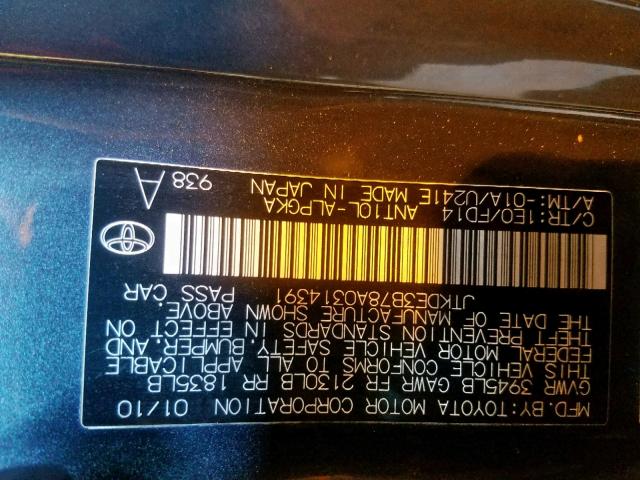 MFD.BY:TOYOTA MOTOR CORPORATION 01/10
GVWR 3945LB GAWR FR 2130LB RR 1835LB
THIS VEHICLE CONFORMS TO ALL APPLICABLE
FEDERAL MOTOR VEHICLE SAFETY, BUMPER, AND
THEFT PREVENTION STANDARDS IN EFFECT ON
THE DATE OF MANUFACTURE SHOWN ABOVE.
JTKDE3B78A0314391 PASS CAR
C/TR:1E0/FD14 ANT10L-ALPGKA A
A/TM:-01A/U241E MADE IN JAPAN 938